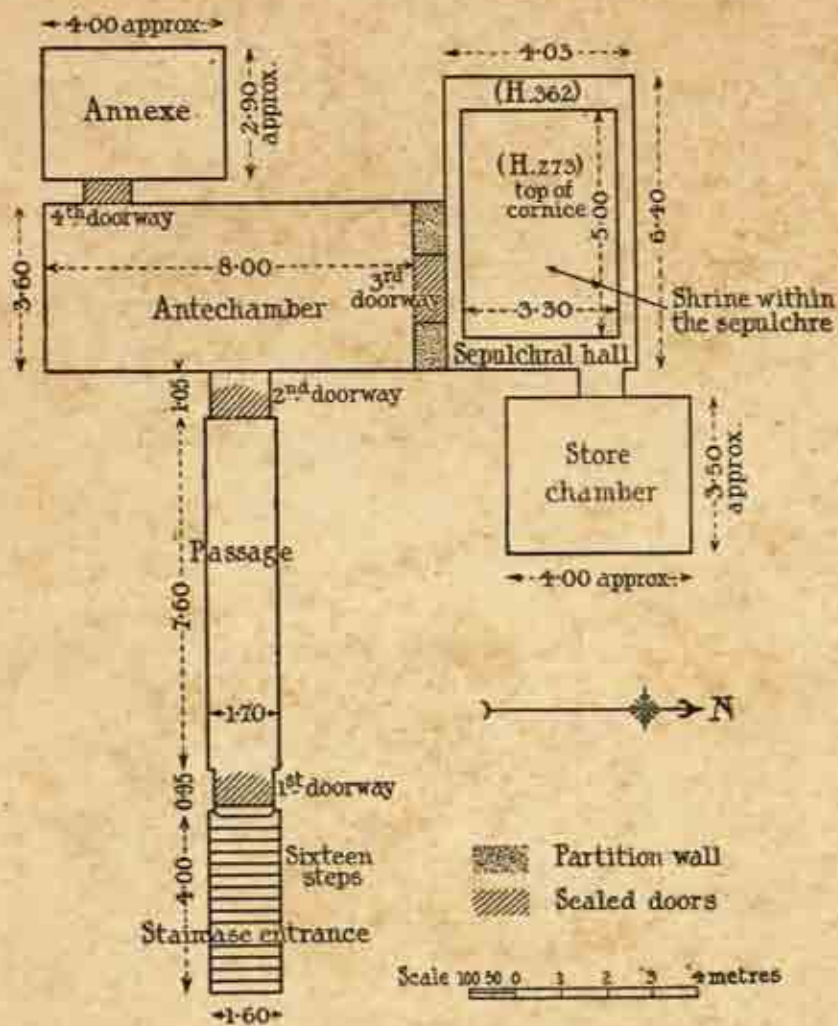 4·00 approx.
Annexe
2·90
approx.
4th doorway
4·03
(H.362)
(H.273)
top of
cornice
5·00
6·40
3·30
Shrine within
the sepulchre
Sepulchral hall
3·60
8·00
3rd
doorway
Antechamber
1·05
2nd doorway
Store
chamber
3·50
approx.
4·00 approx.
Passage
7·60
1·70
N
0·95
1st doorway
4·00
Sixteen
steps
Staircase entrance
1·60
Partition wall
Sealed doors
Scale 100 50 0 1 2 3 4 metres